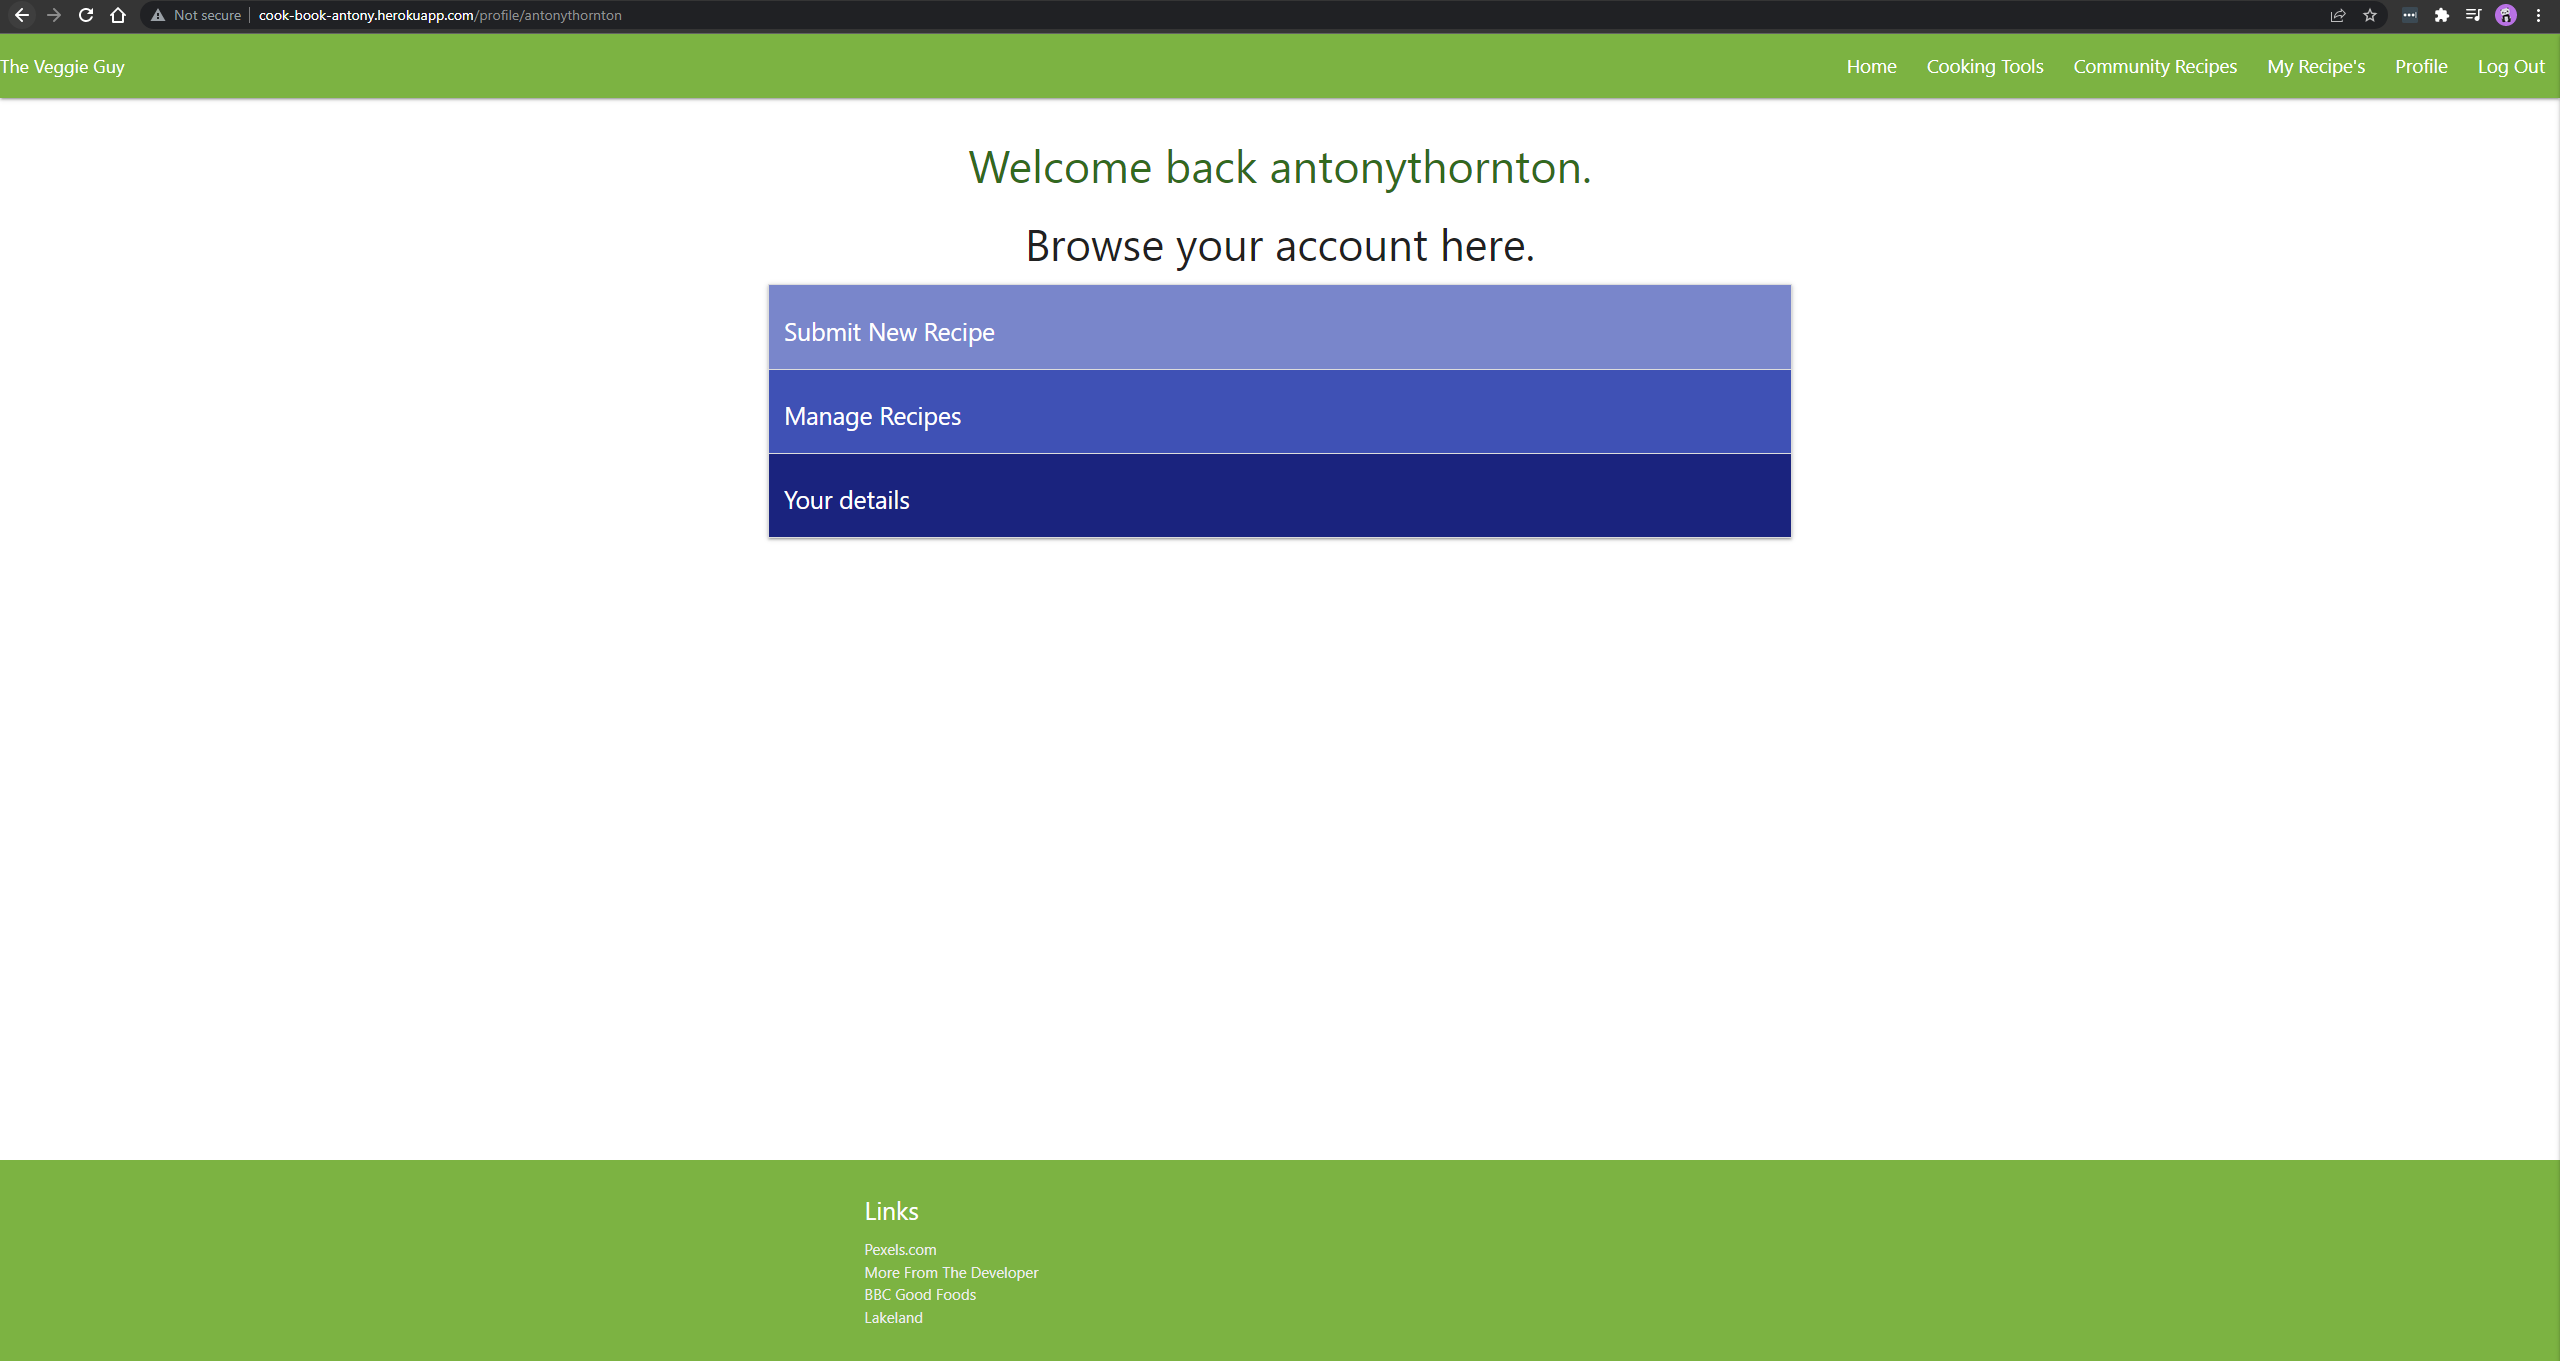 Not secure
cook-book-antony.herokuapp.com/profile/antonythornton
The Veggie Guy
Home
Cooking Tools
Community Recipes
My Recipe's
Profile
Log Out
Welcome back antonythornton.
Browse your account here.
Submit New Recipe
Manage Recipes
Your details
Links
Pexels.com
More From The Developer
BBC Good Foods
Lakeland